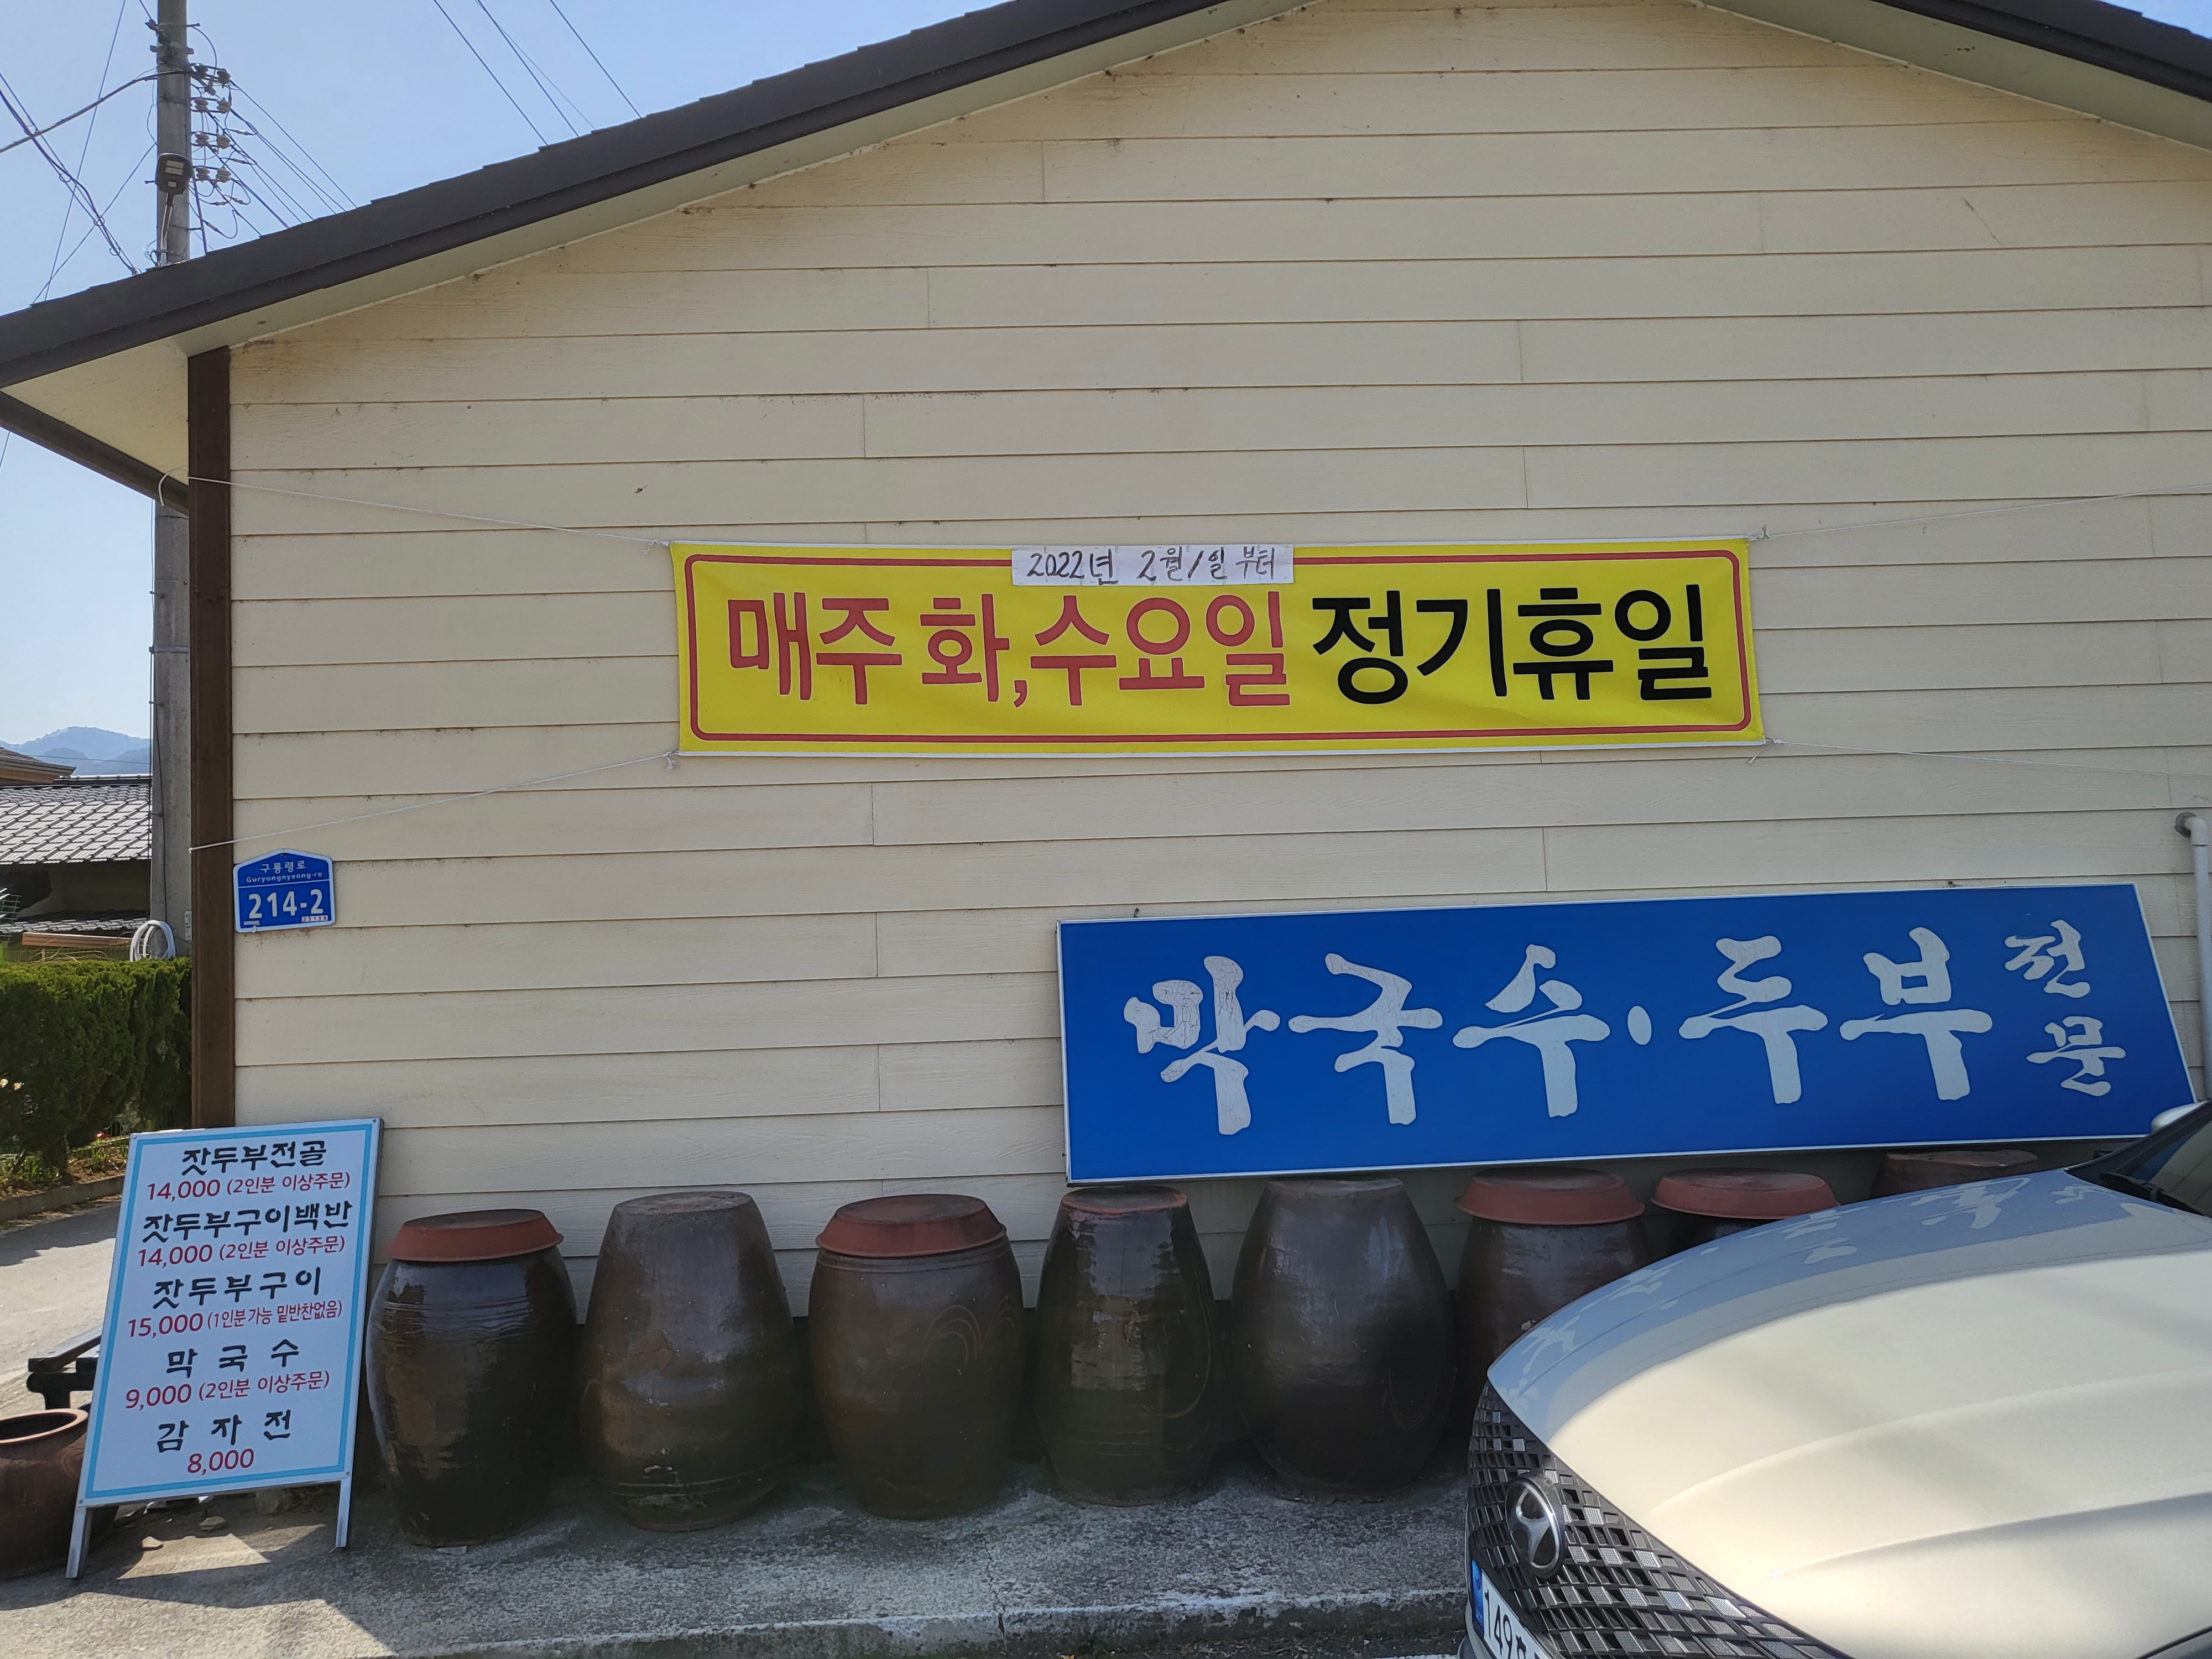 2022년 2월1일 부터
매주 화,수요일 정기휴일
구룡령로
Guryongnyeong-ro
214-2
막국수·두부 전문
잣두부전골
14,000 (2인분 이상주문)
잣두부구이백반
14,000 (2인분 이상주문)
잣두부구이
15,000 (1인분가능 밑반찬없음)
막국수
9,000 (2인분 이상주문)
감자전
8,000